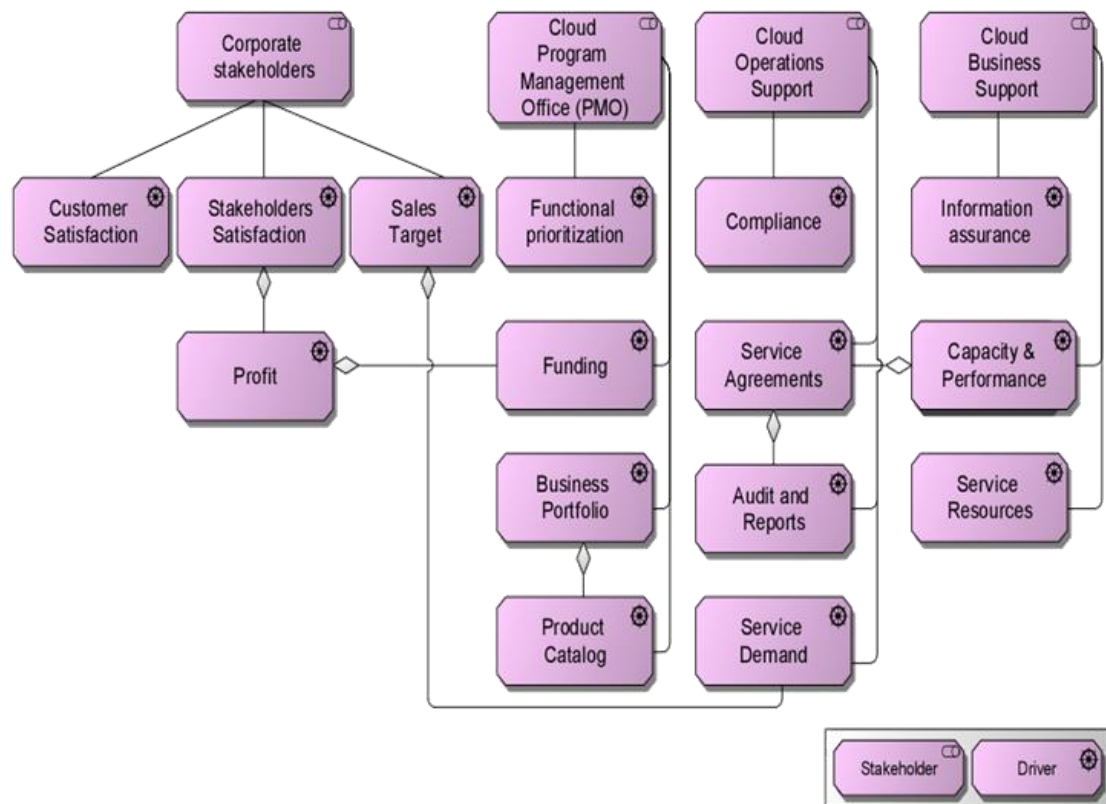 Corporate
stakeholders
Cloud
Program
Management
Office (PMO)
Cloud
Operations
Support
Cloud
Business
Support
Customer
Satisfaction
Stakeholders
Satisfaction
Sales
Target
Functional
prioritization
Compliance
Information
assurance
Profit
Funding
Service
Agreements
Capacity &
Performance
Business
Portfolio
Audit and
Reports
Service
Resources
Product
Catalog
Service
Demand
Stakeholder
Driver